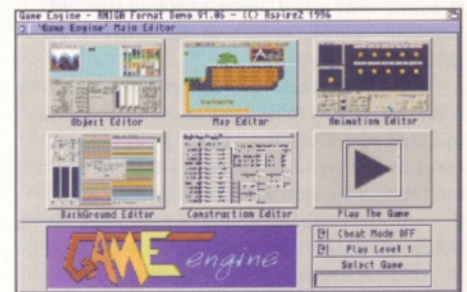 Game Engine - AMIGA Format Demo V1.06 - (C) Aspire2 1996
'Game Engine' Main Editor
Object Editor
Map Editor
Animation Editor
BackGround Editor
Construction Editor
Play The Game
GAME engine
Cheat Mode OFF
Play Level 1
Select Game